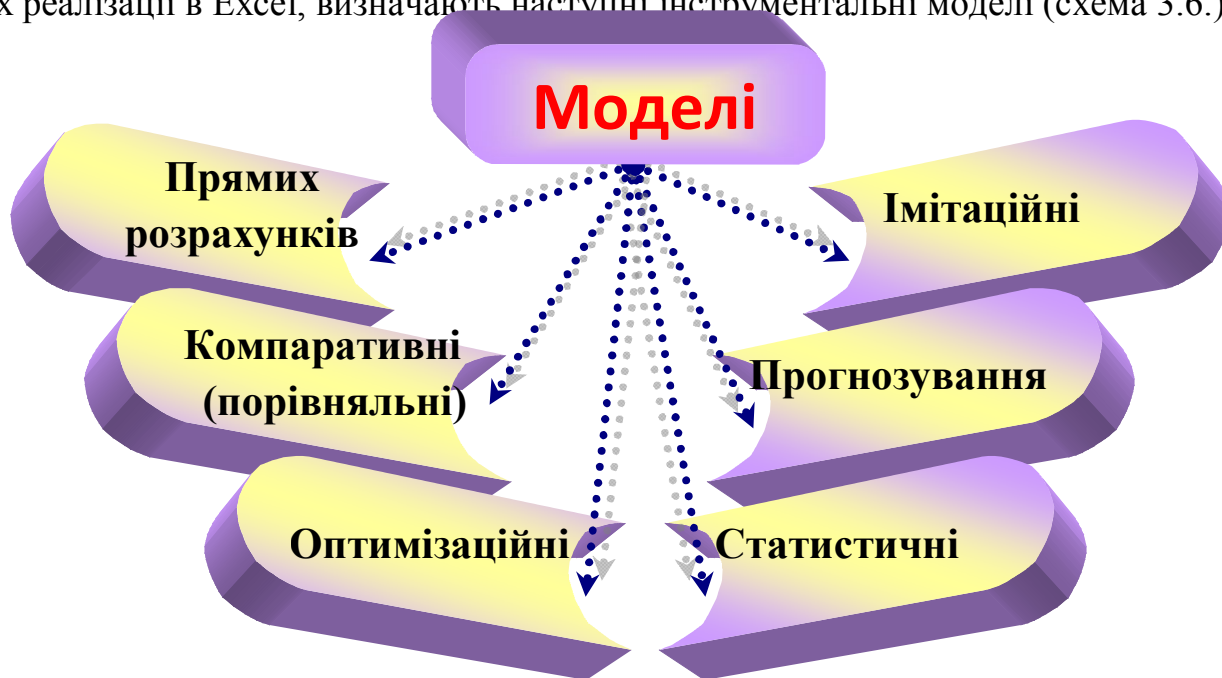 х реалізації в Excel, визначають наступні інструментальні моделі (схема 3.6.)
Моделі
Прямих
розрахунків
Імітаційні
Компаративні
(порівняльні)
Прогнозування
Оптимізаційні
Статистичні